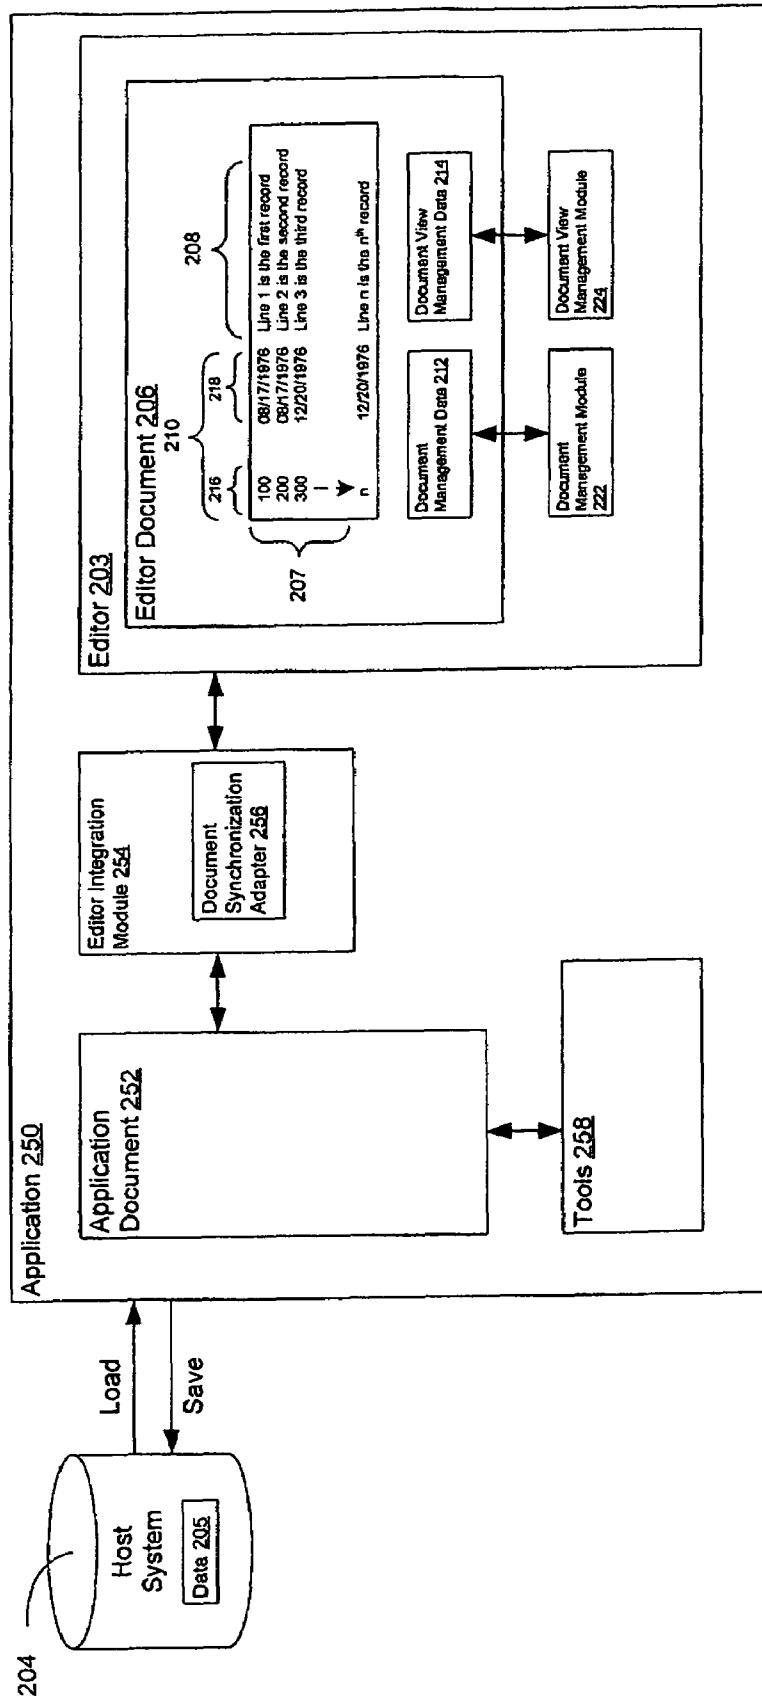 204
Host
System
Data 205
Load
Save
Application 250
Application
Document 252
Tools 258
Editor Integration
Module 254
Document
Synchronization
Adapter 256
Editor 203
Editor Document 206
210
216
218
208
207
100 08/17/1976 Line 1 is the first record
200 08/17/1976 Line 2 is the second record
300 12/20/1976 Line 3 is the third record
n 12/20/1976 Line n is the nth record
Document
Management Data 212
Document View
Management Data 214
Document
Management Module
222
Document View
Management Module
224